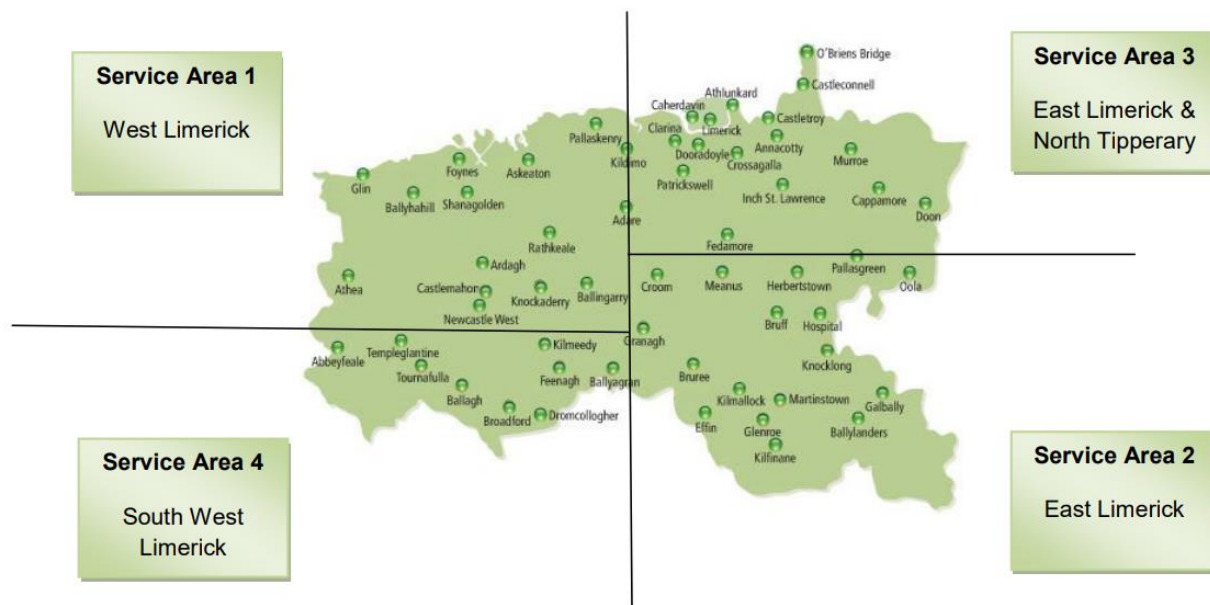 Service Area 1
West Limerick
Service Area 3
East Limerick &
North Tipperary
O'Briens Bridge
Castleconnell
Athlunkard
Caherdavin
Castletroy
Clarina
Limerick
Pallaskenry
Annacotty
Kildimo
Dooradoyle
Crossagalla
Murroe
Foynes
Askeaton
Patrickswell
Glin
Ballyhahill
Shanagolden
Inch St. Lawrence
Cappamore
Doon
Adare
Rathkeale
Fedamore
Ardagh
Pallasgreen
Athea
Castlemahon
Knockaderry
Ballingarry
Croom
Meanus
Herbertstown
Oola
Newcastle West
Bruff
Hospital
Granagh
Abbeyfeale
Templeglantine
Kilmeedy
Knocklong
Tournafulla
Feenagh
Ballyagran
Bruree
Ballagh
Kilmallock
Martinstown
Galbally
Broadford
Dromcollogher
Effin
Glenroe
Ballylanders
Kilfinane
Service Area 4
South West
Limerick
Service Area 2
East Limerick